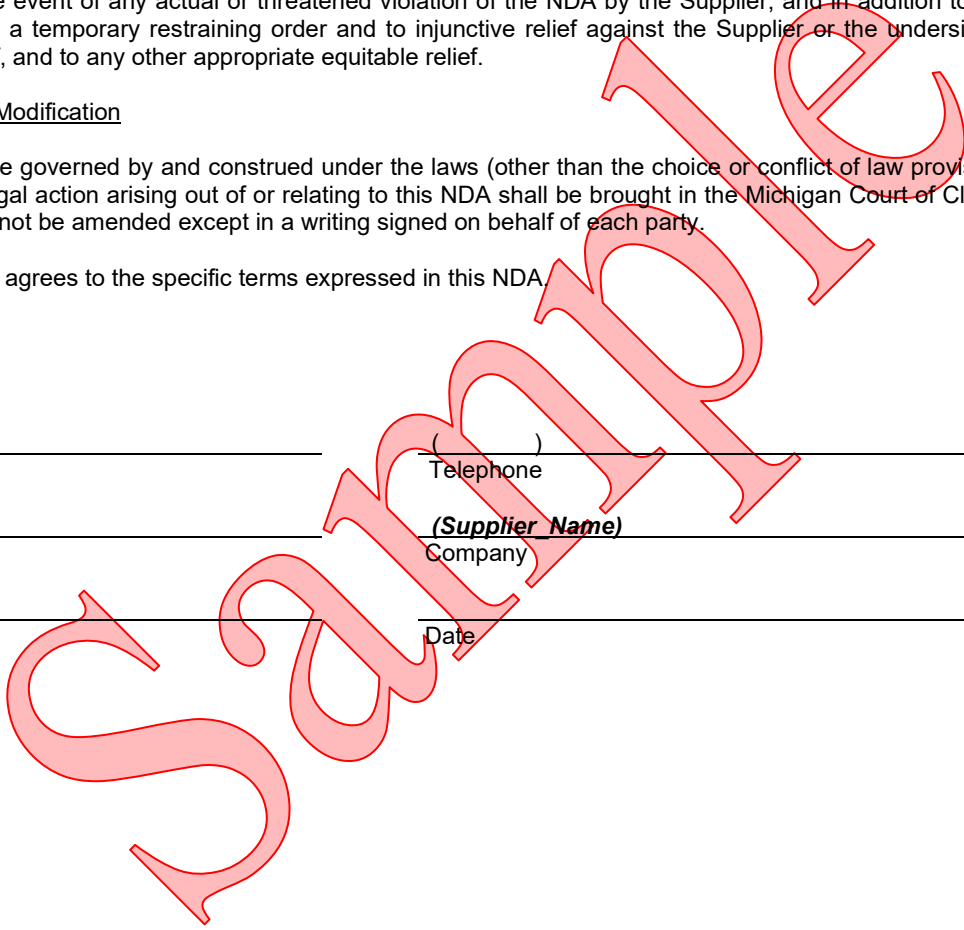 event of any actual or threatened violation of the NDA by the Supplier, and in addition to
a temporary restraining order and to injunctive relief against the Supplier or the undersi
, and to any other appropriate equitable relief.
Modification
e governed by and construed under the laws (other than the choice or conflict of law provis
gal action arising out of or relating to this NDA shall be brought in the Michigan Court of Cl
not be amended except in a writing signed on behalf of each party.
agrees to the specific terms expressed in this NDA.
( )
Telephone
(Supplier_Name)
Company
Date
Sample